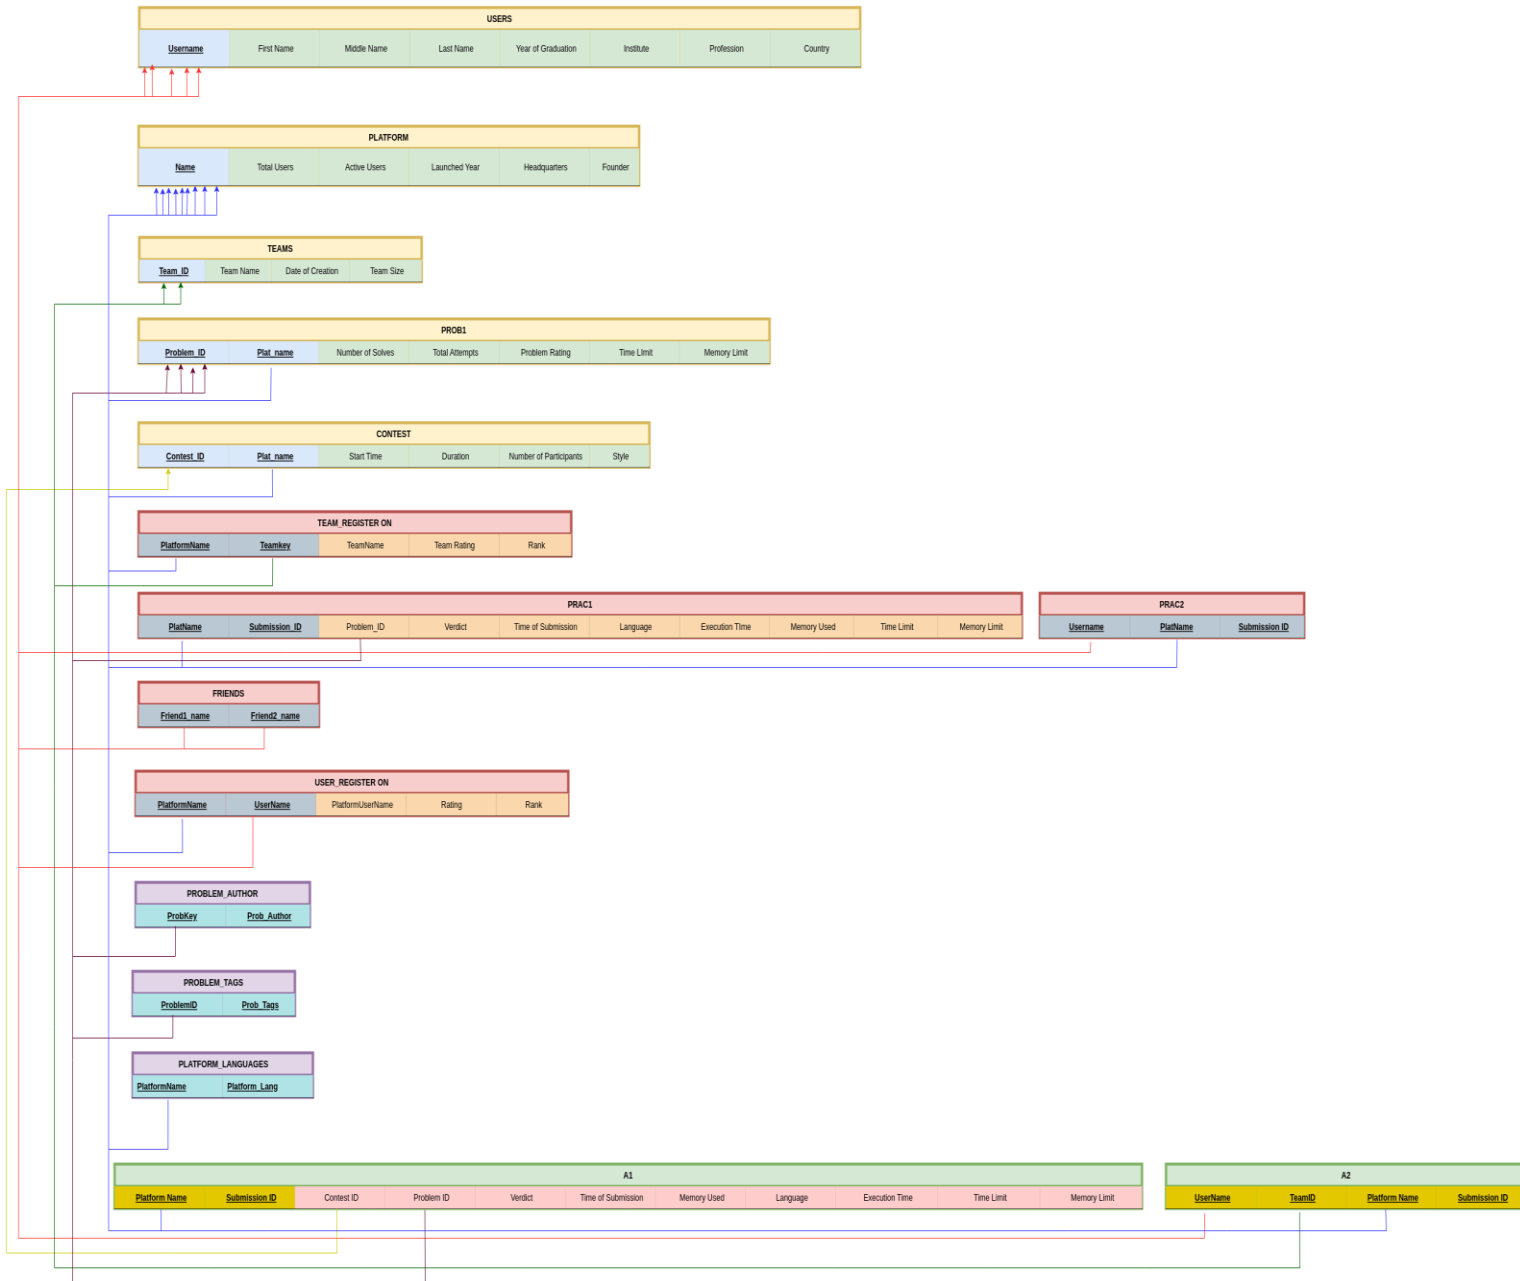 USERS
Username First Name Middle Name Last Name Year of Graduation Institute Profession Country
PLATFORM
Name Total Users Active Users Launched Year Headquarters Founder
TEAMS
Team_ID Team Name Date of Creation Team Size
PROB1
Problem_ID Plat_name Number of Solves Total Attempts Problem Rating Time LImit Memory Limit
CONTEST
Contest_ID Plat_name Start Time Duration Number of Participants Style
TEAM_REGISTER ON
PlatformName Teamkey TeamName Team Rating Rank
PRAC1
PlatName Submission_ID Problem_ID Verdict Time of Submission Language Execution TIme Memory Used Time Limit Memory Limit
PRAC2
Username PlatName Submission ID
FRIENDS
Friend1_name Friend2_name
USER_REGISTER ON
PlatformName UserName PlatformUserName Rating Rank
PROBLEM_AUTHOR
ProbKey Prob_Author
PROBLEM_TAGS
ProblemID Prob_Tags
PLATFORM_LANGUAGES
PlatformName Platform_Lang
A1
Platform Name Submission ID Contest ID Problem ID Verdict Time of Submission Memory Used Language Execution Time Time Limit Memory Limit
A2
UserName TeamID Platform Name Submission ID